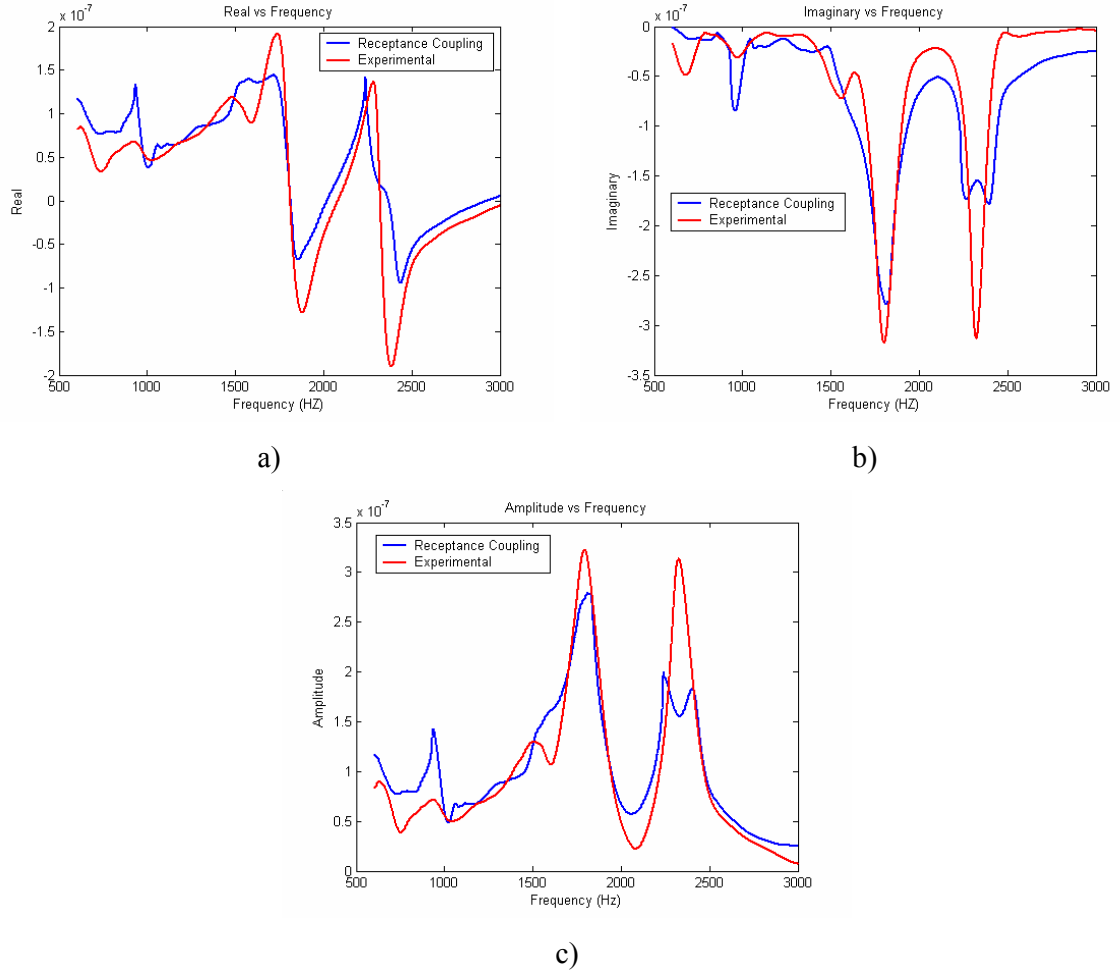 Real vs Frequency
x 10^-7
2
1.5
1
0.5
0
-0.5
-1
-1.5
-2
Real
Receptance Coupling
Experimental
500 1000 1500 2000 2500 3000
Frequency (HZ)
a)
Imaginary vs Frequency
x 10^-7
0
-0.5
-1
-1.5
-2
-2.5
-3
-3.5
Imaginary
Receptance Coupling
Experimental
500 1000 1500 2000 2500 3000
Frequency (HZ)
b)
Amplitude vs Frequency
x 10^-7
3.5
3
2.5
2
1.5
1
0.5
0
Amplitude
Receptance Coupling
Experimental
500 1000 1500 2000 2500 3000
Frequency (Hz)
c)